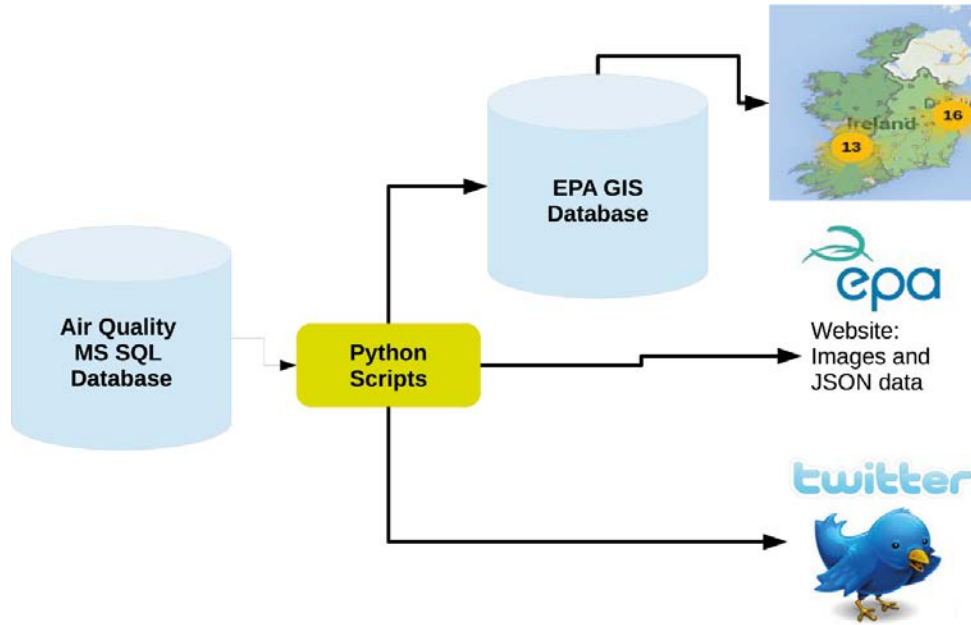 Air Quality
MS SQL
Database
Python
Scripts
EPA GIS
Database
Ireland
13
16
epa
Website:
Images and
JSON data
twitter